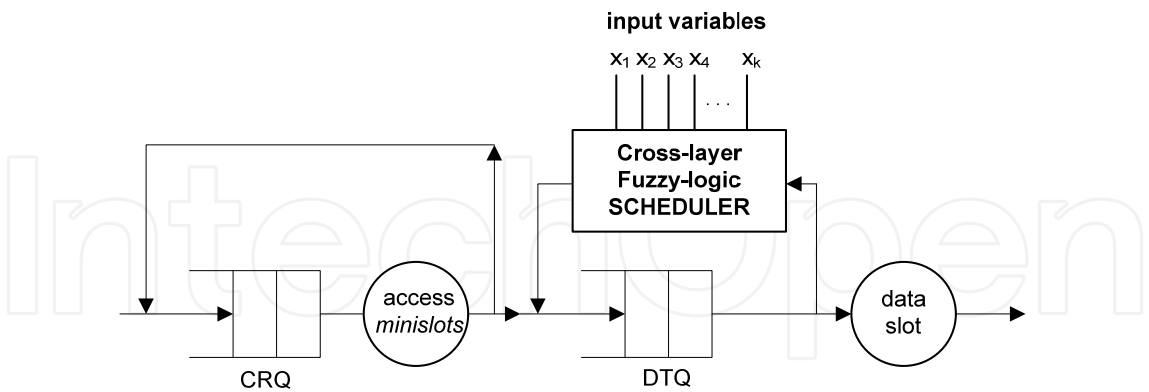 input variables
x1 x2 x3 x4 ... xk
Cross-layer
Fuzzy-logic
SCHEDULER
IntechOpen
access
minislots
data
slot
CRQ
DTQ